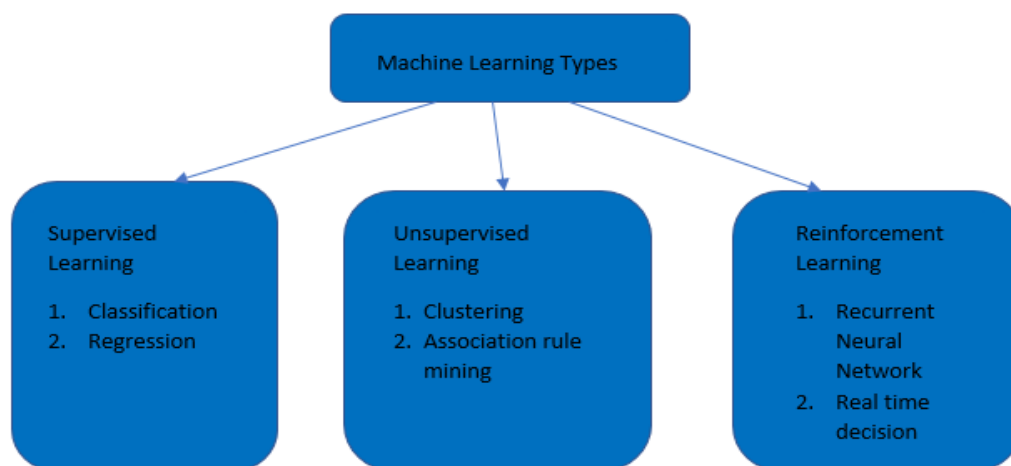 Machine Learning Types
Supervised
Learning
1. Classification
2. Regression
Unsupervised
Learning
1. Clustering
2. Association rule
mining
Reinforcement
Learning
1. Recurrent
Neural
Network
2. Real time
decision